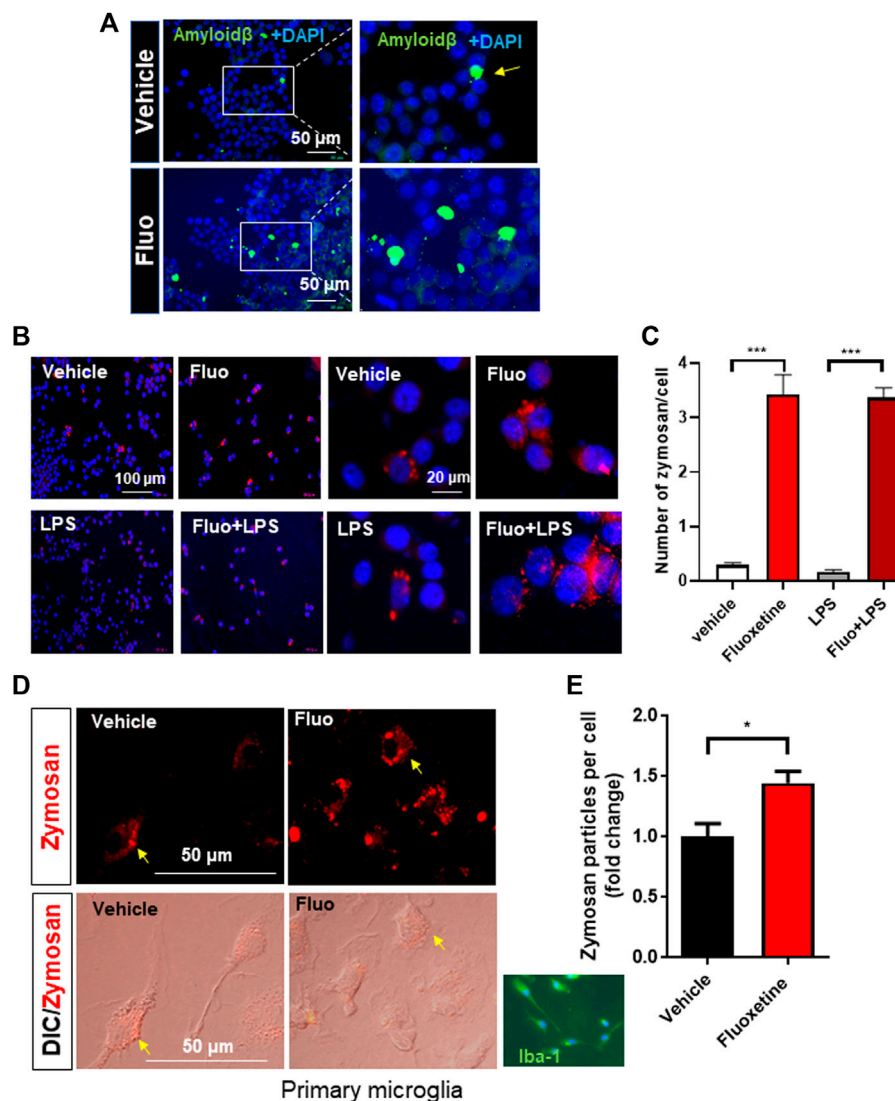 A
Vehicle
Amyloidβ +DAPI
50 µm
Amyloidβ +DAPI
Fluo
50 µm
B
Vehicle
100 µm
Fluo
Vehicle
20 µm
Fluo
LPS
Fluo+LPS
LPS
Fluo+LPS
C
Number of zymosan/cell
4
3
2
1
0
***
***
vehicle
Fluoxetine
LPS
Fluo+LPS
D
Zymosan
Vehicle
50 µm
Fluo
DIC/Zymosan
Vehicle
50 µm
Fluo
Iba-1
Primary microglia
E
Zymosan particles per cell
(fold change)
2.0
1.5
1.0
0.5
0.0
*
Vehicle
Fluoxetine